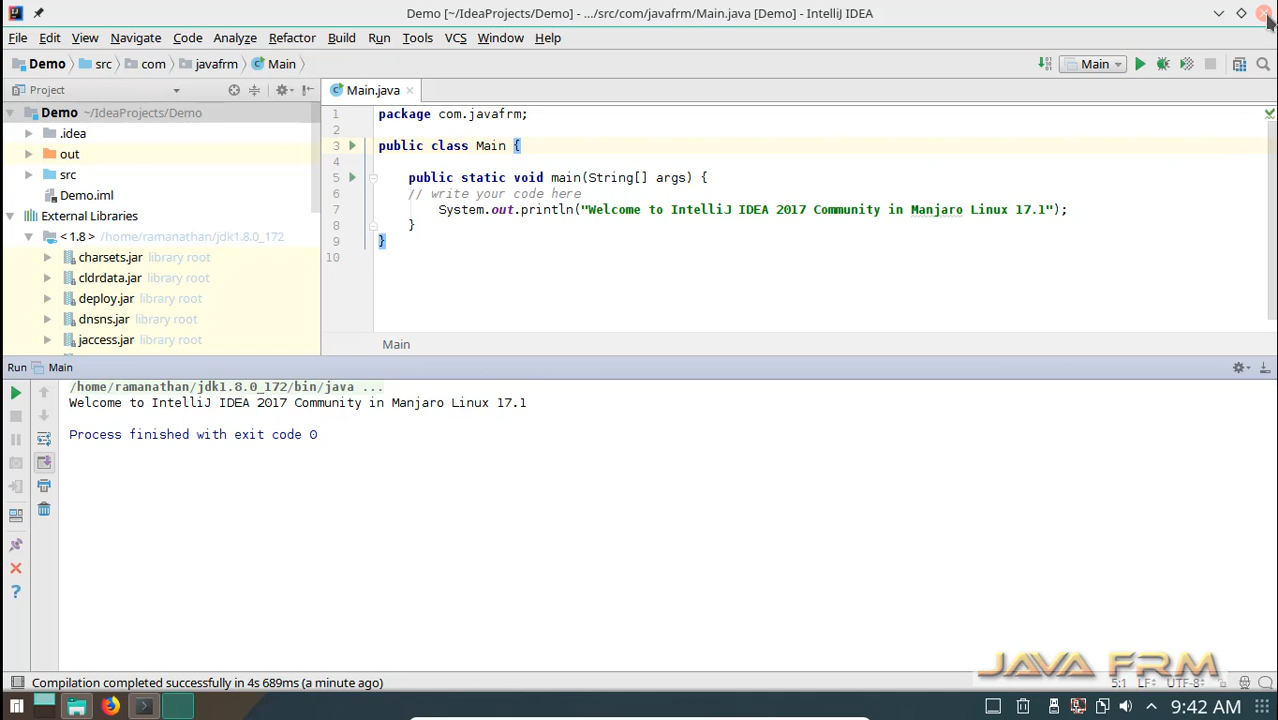 Demo [~/IdeaProjects/Demo] - .../src/com/javafrm/Main.java [Demo] - IntelliJ IDEA
File Edit View Navigate Code Analyze Refactor Build Run Tools VCS Window Help
Demo src com javafrm Main Main
Project Main.java
Demo ~/IdeaProjects/Demo
.idea
out
src
Demo.iml
External Libraries
< 1.8 > /home/ramanathan/jdk1.8.0_172
charsets.jar library root
cldrdata.jar library root
deploy.jar library root
dnsns.jar library root
jaccess.jar library root
1 package com.javafrm;
2
3 public class Main {
4
5 public static void main(String[] args) {
6 // write your code here
7 System.out.println("Welcome to IntelliJ IDEA 2017 Community in Manjaro Linux 17.1");
8 }
9 }
10
Main
Run Main
/home/ramanathan/jdk1.8.0_172/bin/java ...
Welcome to IntelliJ IDEA 2017 Community in Manjaro Linux 17.1
Process finished with exit code 0
JAVA FRM
Compilation completed successfully in 4s 689ms (a minute ago) 5:1 LF÷ UTF-8÷
9:42 AM